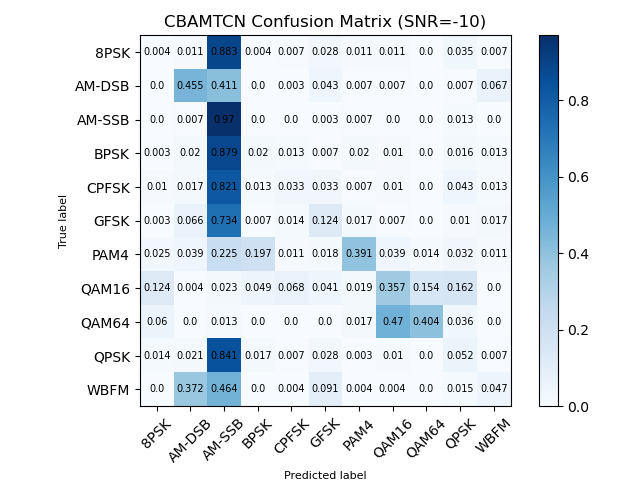 CBAMTCN Confusion Matrix (SNR=-10)
8PSK 0.004 0.011 0.883 0.004 0.007 0.028 0.011 0.011 0.0 0.035 0.007
AM-DSB 0.0 0.455 0.411 0.0 0.003 0.043 0.007 0.007 0.0 0.007 0.067
AM-SSB 0.0 0.007 0.97 0.0 0.0 0.003 0.007 0.0 0.0 0.013 0.0
BPSK 0.003 0.02 0.879 0.02 0.013 0.007 0.02 0.01 0.0 0.016 0.013
CPFSK 0.01 0.017 0.821 0.013 0.033 0.033 0.007 0.01 0.0 0.043 0.013
GFSK 0.003 0.066 0.734 0.007 0.014 0.124 0.017 0.007 0.0 0.01 0.017
PAM4 0.025 0.039 0.225 0.197 0.011 0.018 0.391 0.039 0.014 0.032 0.011
QAM16 0.124 0.004 0.023 0.049 0.068 0.041 0.019 0.357 0.154 0.162 0.0
QAM64 0.06 0.0 0.013 0.0 0.0 0.0 0.017 0.47 0.404 0.036 0.0
QPSK 0.014 0.021 0.841 0.017 0.007 0.028 0.003 0.01 0.0 0.052 0.007
WBFM 0.0 0.372 0.464 0.0 0.004 0.091 0.004 0.004 0.0 0.015 0.047
8PSK AM-DSB AM-SSB BPSK CPFSK GFSK PAM4 QAM16 QAM64 QPSK WBFM
Predicted label
True label
0.8
0.6
0.4
0.2
0.0